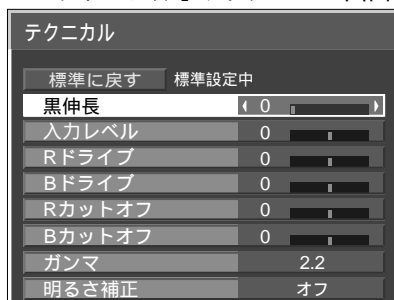 テクニカル
標準に戻す 標準設定中
黒伸長 0
入力レベル 0
Rドライブ 0
Bドライブ 0
Rカットオフ 0
Bカットオフ 0
ガンマ 2.2
明るさ補正 オフ